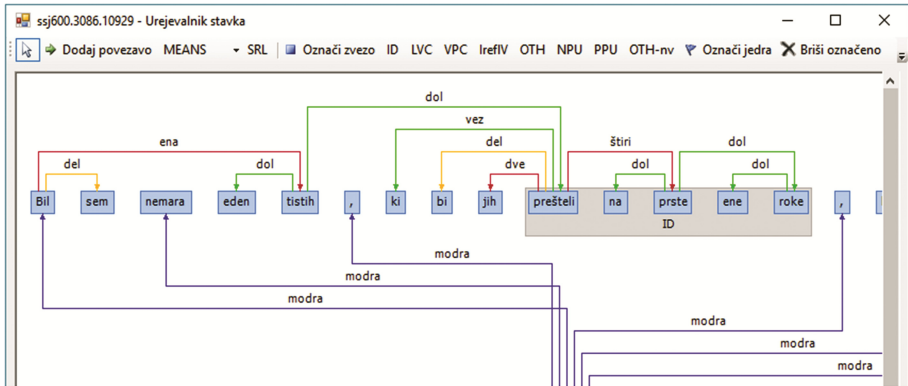 ssj600.3086.10929 - Urejevalnik stavka
Dodaj povezavo MEANS SRL Označi zvezo ID LVC VPC IrefIV OTH NPU PPU OTH-nv Označi jedra Briši označeno
dol
vez
ena del štiri dol
del dol dve dol dol
Bil sem nemara eden tistih , ki bi jih prešteli na prste ene roke ,
ID
modra
modra
modra
modra
modra
modra